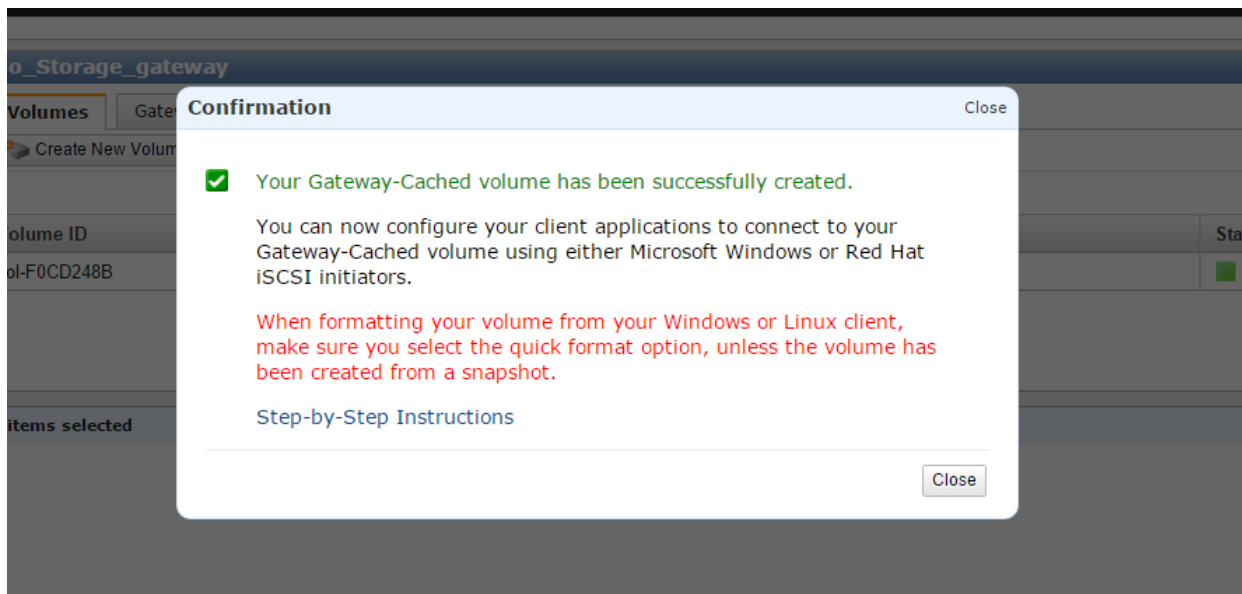 o_Storage_gateway
Volumes
Gate
Create New Volum
olume ID
Sta
ol-F0CD248B
items selected
Confirmation
Close
Your Gateway-Cached volume has been successfully created.
You can now configure your client applications to connect to your
Gateway-Cached volume using either Microsoft Windows or Red Hat
iSCSI initiators.
When formatting your volume from your Windows or Linux client,
make sure you select the quick format option, unless the volume has
been created from a snapshot.
Step-by-Step Instructions
Close